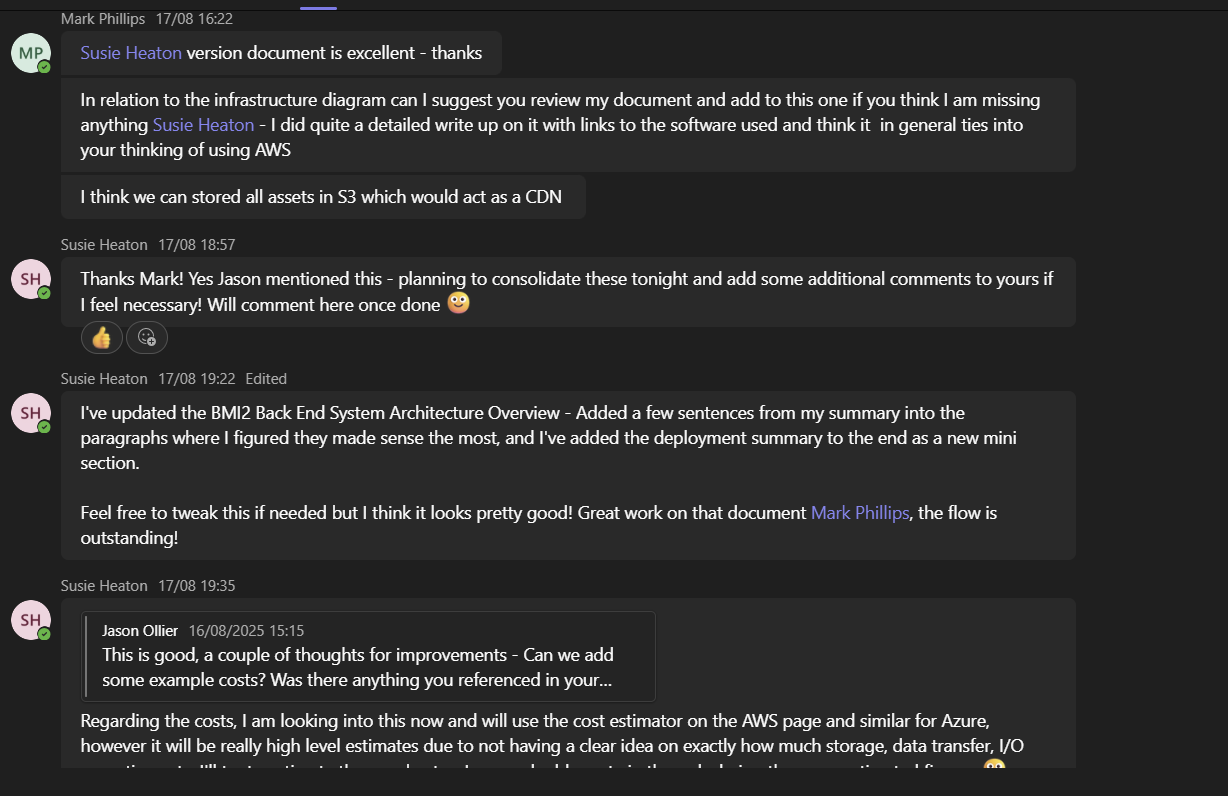 Mark Phillips 17/08 16:22
MP
Susie Heaton version document is excellent - thanks
In relation to the infrastructure diagram can I suggest you review my document and add to this one if you think I am missing
anything Susie Heaton - I did quite a detailed write up on it with links to the software used and think it in general ties into
your thinking of using AWS
I think we can stored all assets in S3 which would act as a CDN
Susie Heaton 17/08 18:57
SH
Thanks Mark! Yes Jason mentioned this - planning to consolidate these tonight and add some additional comments to yours if
I feel necessary! Will comment here once done
Susie Heaton 17/08 19:22 Edited
SH
I've updated the BMI2 Back End System Architecture Overview - Added a few sentences from my summary into the
paragraphs where I figured they made sense the most, and I've added the deployment summary to the end as a new mini
section.
Feel free to tweak this if needed but I think it looks pretty good! Great work on that document Mark Phillips, the flow is
outstanding!
Susie Heaton 17/08 19:35
SH
Jason Ollier 16/08/2025 15:15
This is good, a couple of thoughts for improvements - Can we add
some example costs? Was there anything you referenced in your...
Regarding the costs, I am looking into this now and will use the cost estimator on the AWS page and similar for Azure,
however it will be really high level estimates due to not having a clear idea on exactly how much storage, data transfer, I/O